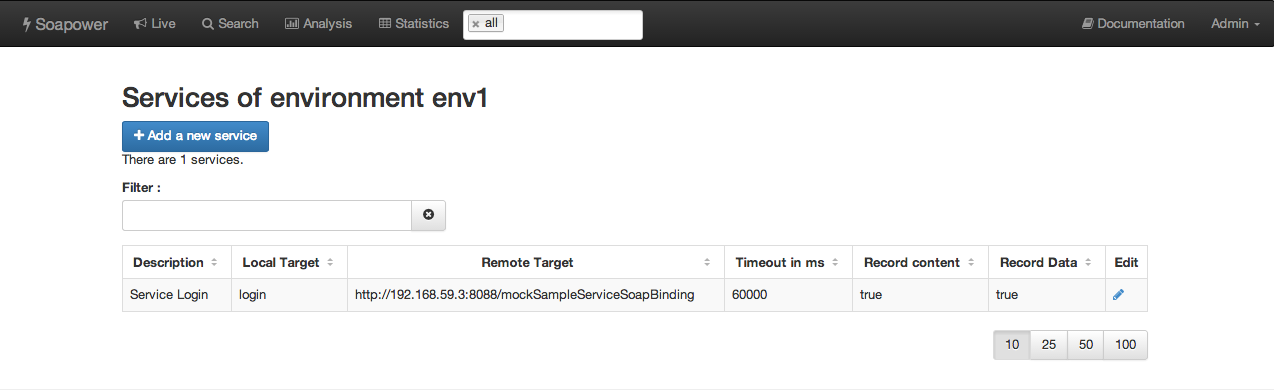 Soapower Live Search Analysis Statistics × all Documentation Admin
Services of environment env1
+ Add a new service
There are 1 services.
Filter :
Description Local Target Remote Target Timeout in ms Record content Record Data Edit
Service Login login http://192.168.59.3:8088/mockSampleServiceSoapBinding 60000 true true
10 25 50 100